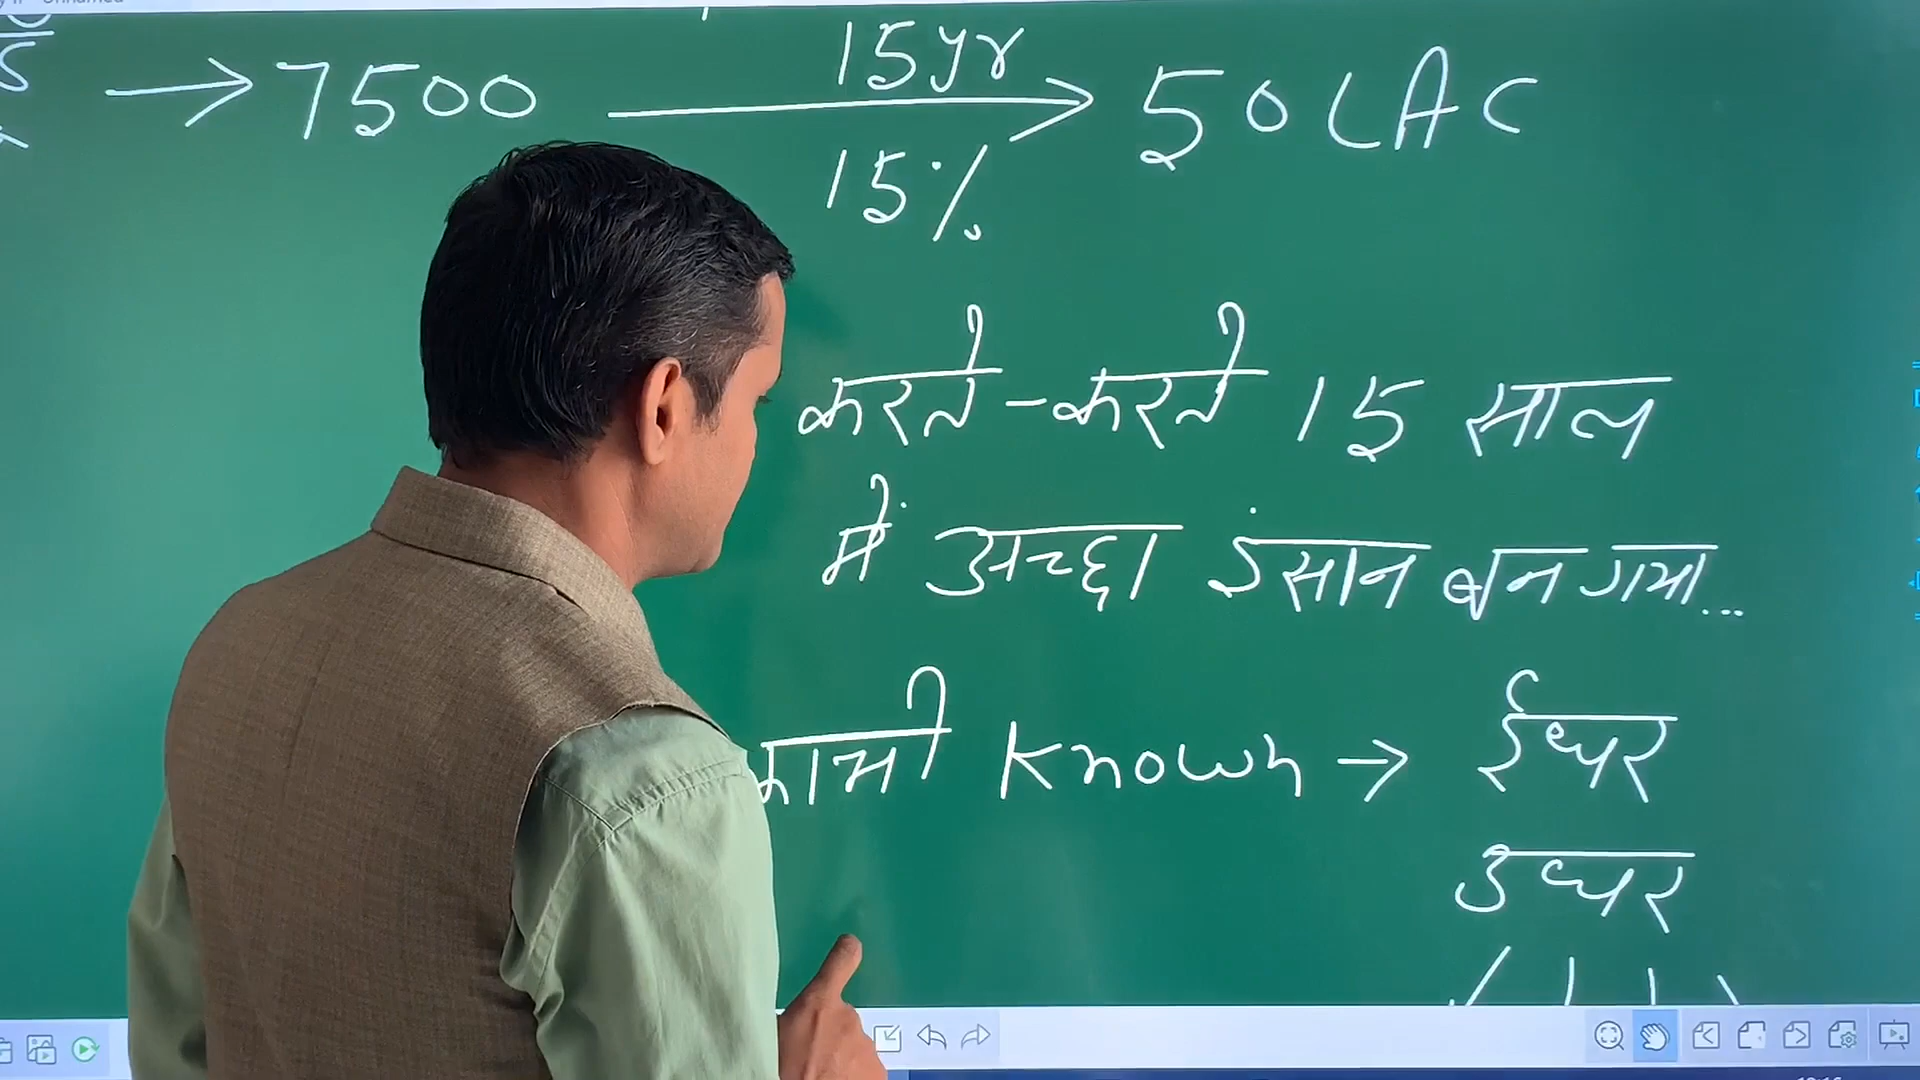 → 7500 15yr → 50 LAC
15%
करते - करते 15 साल
में अच्छा इंसान बन गया...
Known → ईधर
उधर